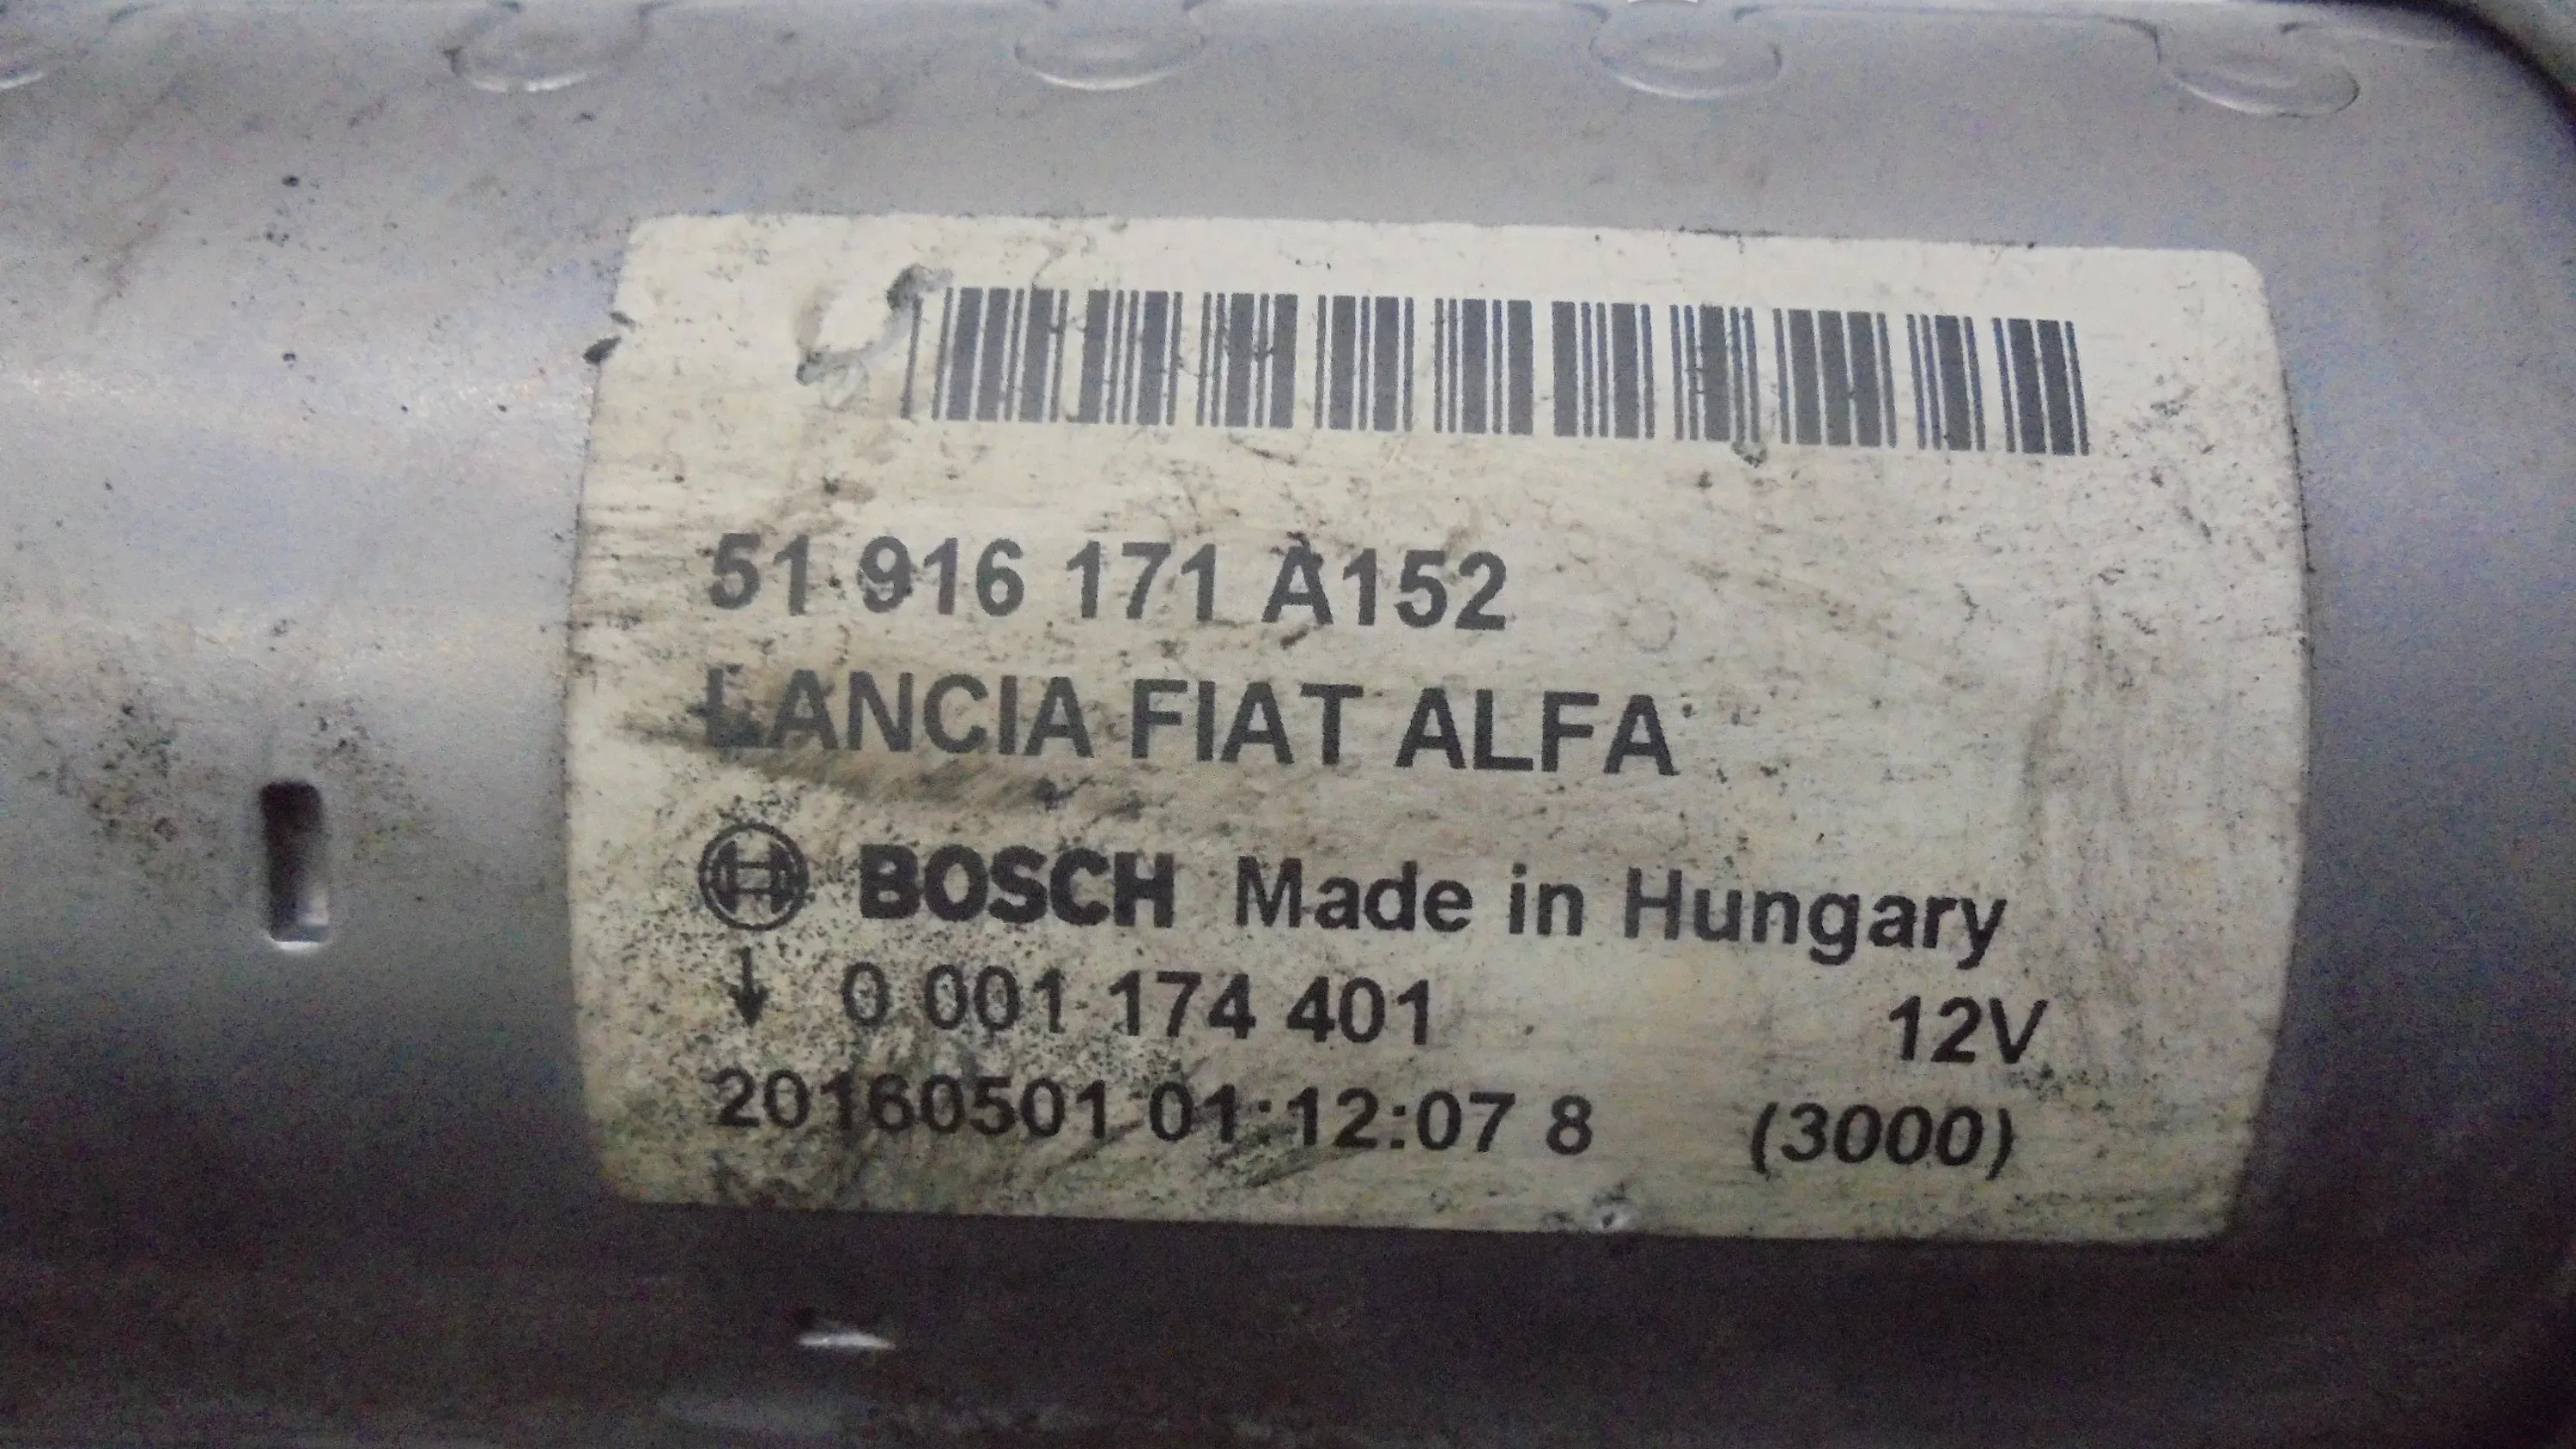 51 916 171 A152
LANCIA FIAT ALFA
BOSCH Made in Hungary
↓ 0 001 174 401 12V
20160501 01:12:07 8 (3000)